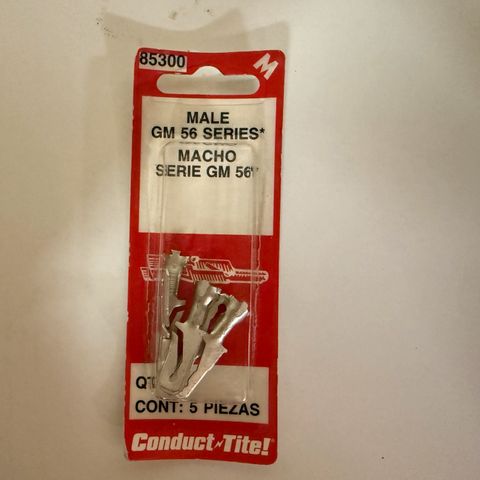 85300
M
MALE
GM 56 SERIES*
MACHO
SERIE GM 56*
CONT: 5 PIEZAS
Conduct-Tite!®